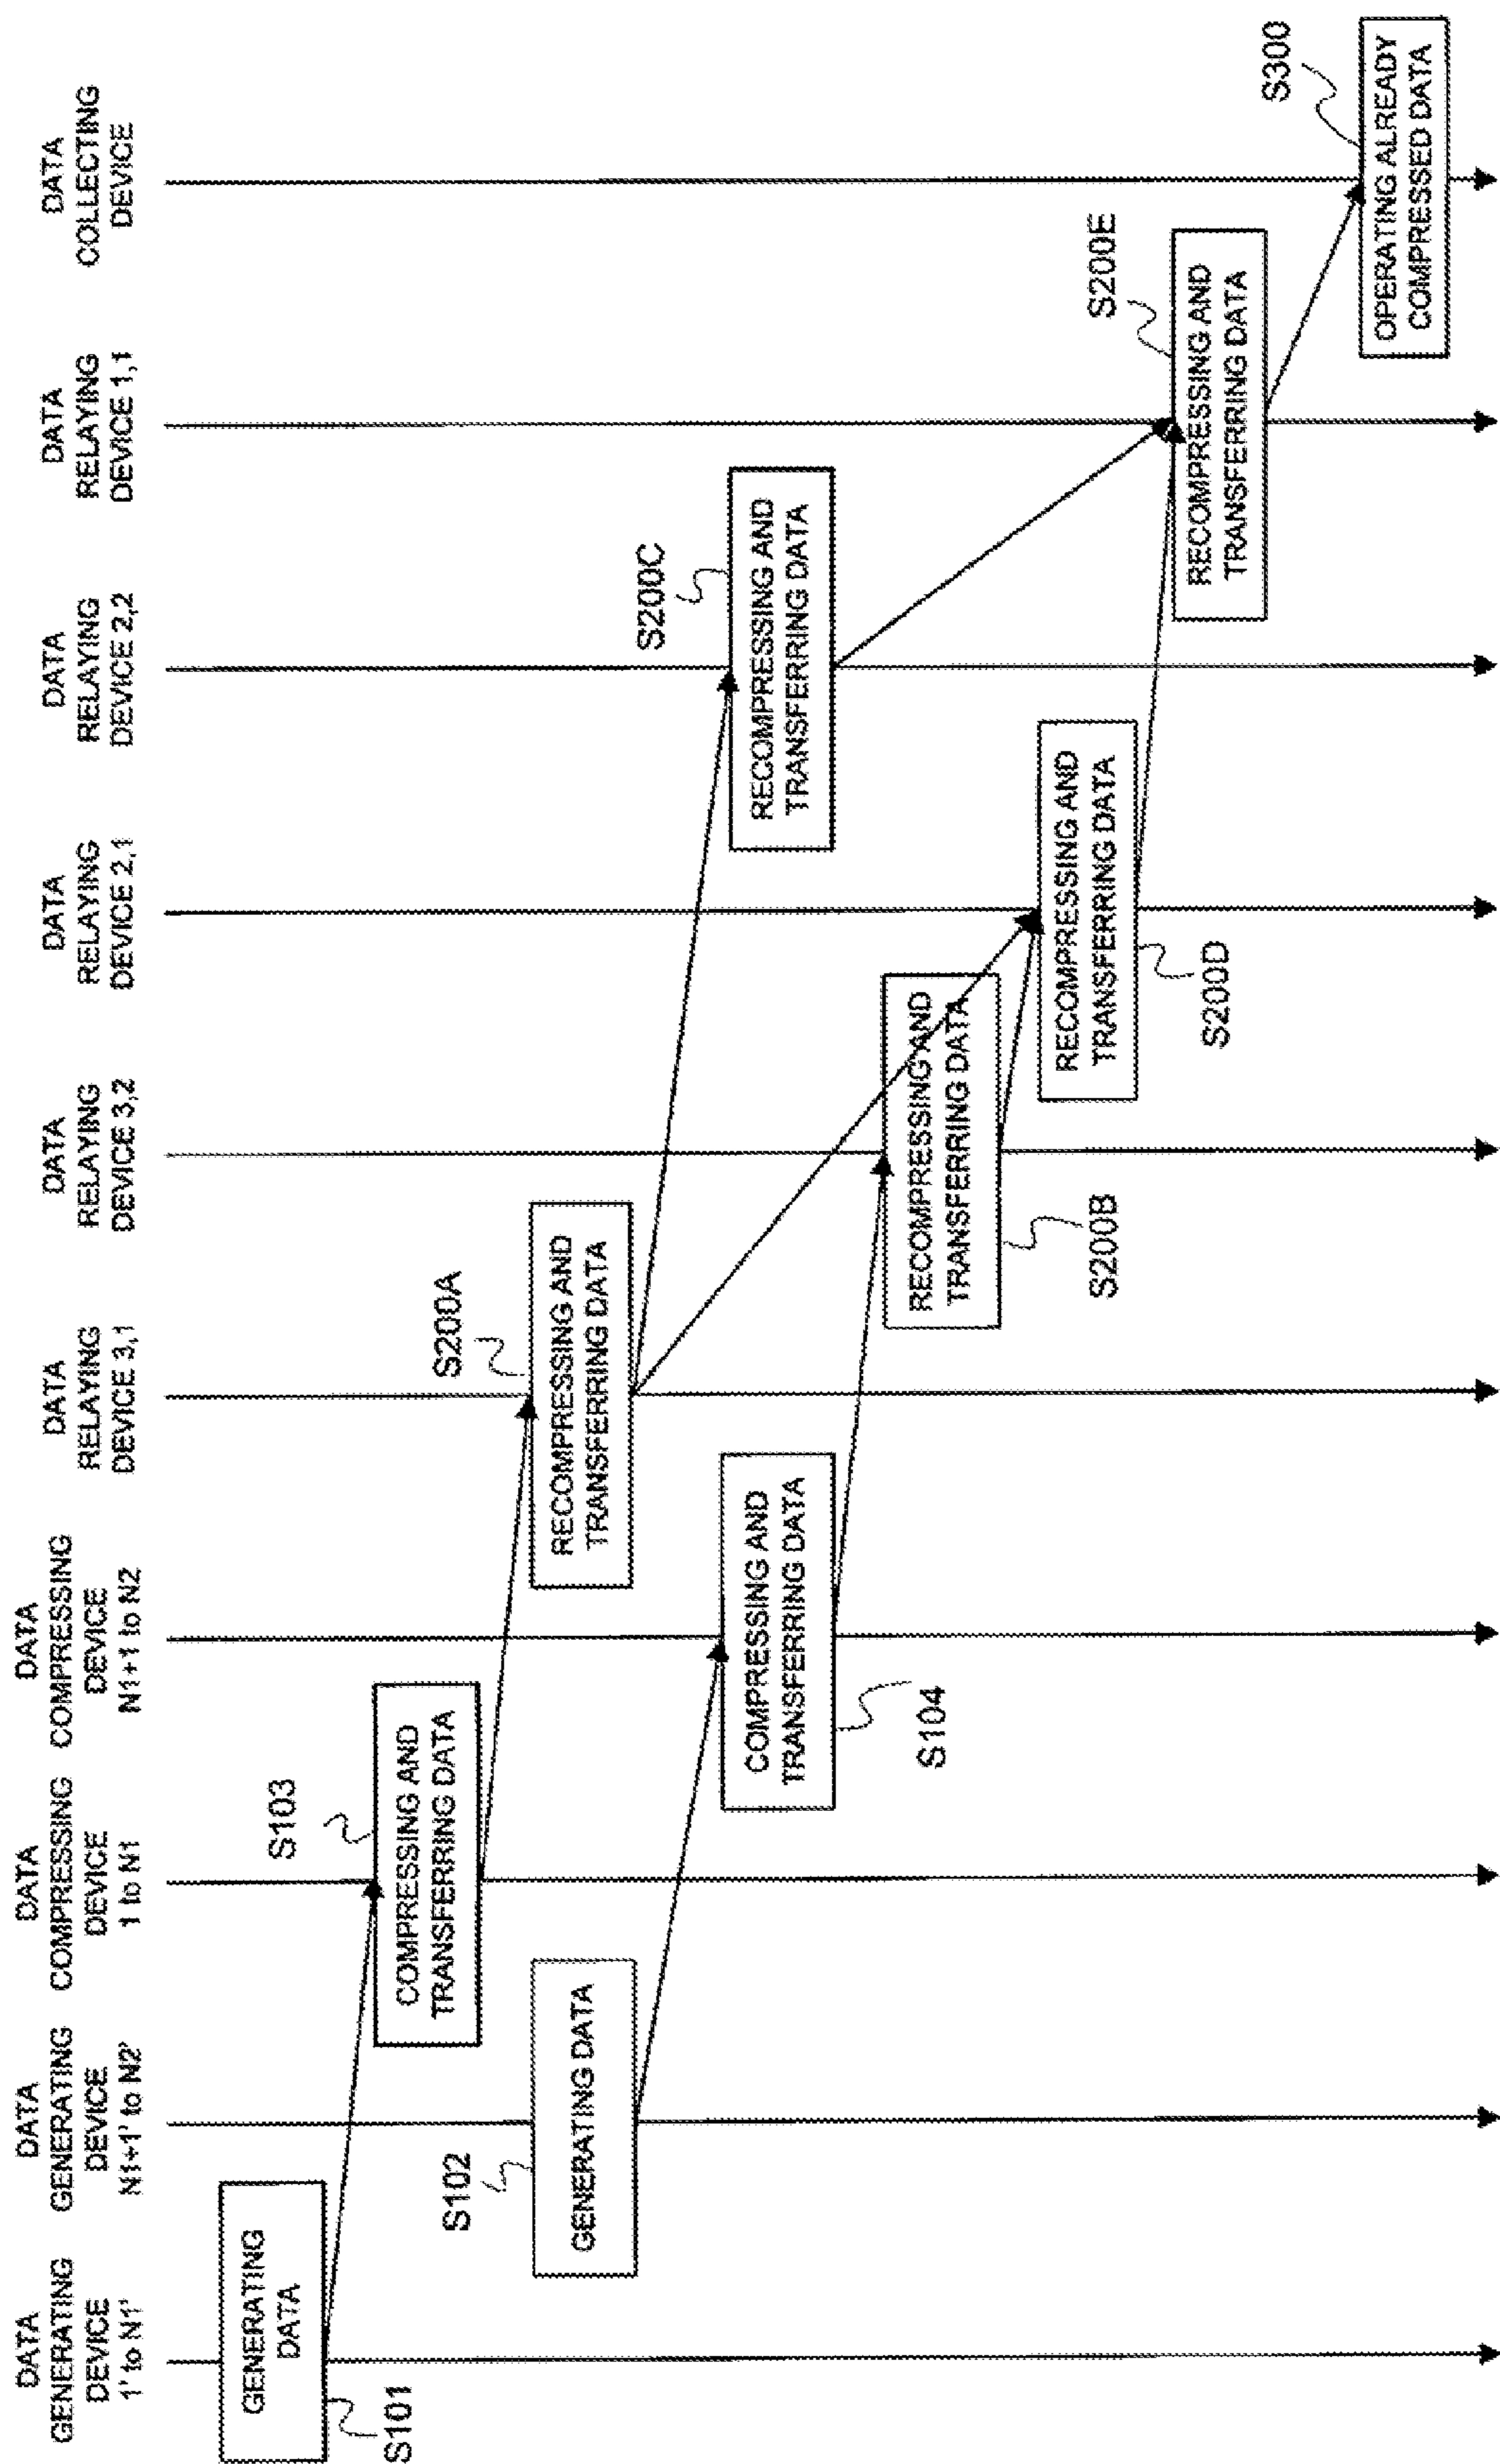 DATA
GENERATING
DEVICE
1' to N1'
DATA
GENERATING
DEVICE
N1+1' to N2'
DATA
COMPRESSING
DEVICE
1 to N1
DATA
COMPRESSING
DEVICE
N1+1 to N2
DATA
RELAYING
DEVICE 3,1
DATA
RELAYING
DEVICE 3,2
DATA
RELAYING
DEVICE 2,1
DATA
RELAYING
DEVICE 2,2
DATA
RELAYING
DEVICE 1,1
DATA
COLLECTING
DEVICE
GENERATING
DATA
S101
S103
COMPRESSING AND
TRANSFERRING DATA
S102
GENERATING DATA
S200A
RECOMPRESSING AND
TRANSFERRING DATA
COMPRESSING AND
TRANSFERRING DATA
S104
S200C
RECOMPRESSING AND
TRANSFERRING DATA
RECOMPRESSING AND
TRANSFERRING DATA
S200B
RECOMPRESSING AND
TRANSFERRING DATA
S200D
S200E
RECOMPRESSING AND
TRANSFERRING DATA
S300
OPERATING ALREADY
COMPRESSED DATA